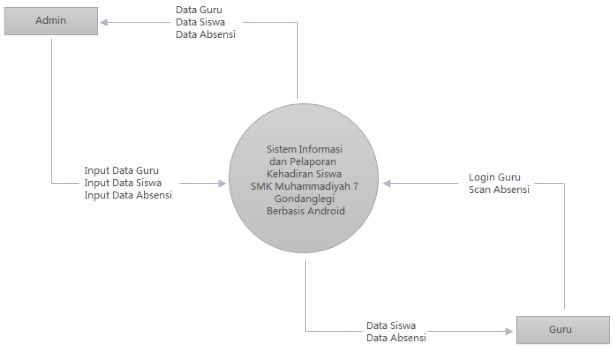 Admin
Data Guru
Data Siswa
Data Absensi
Sistem Informasi
dan Pelaporan
Kehadiran Siswa
SMK Muhammadiyah 7
Gondanglegi
Berbasis Android
Input Data Guru
Input Data Siswa
Input Data Absensi
Login Guru
Scan Absensi
Data Siswa
Data Absensi
Guru